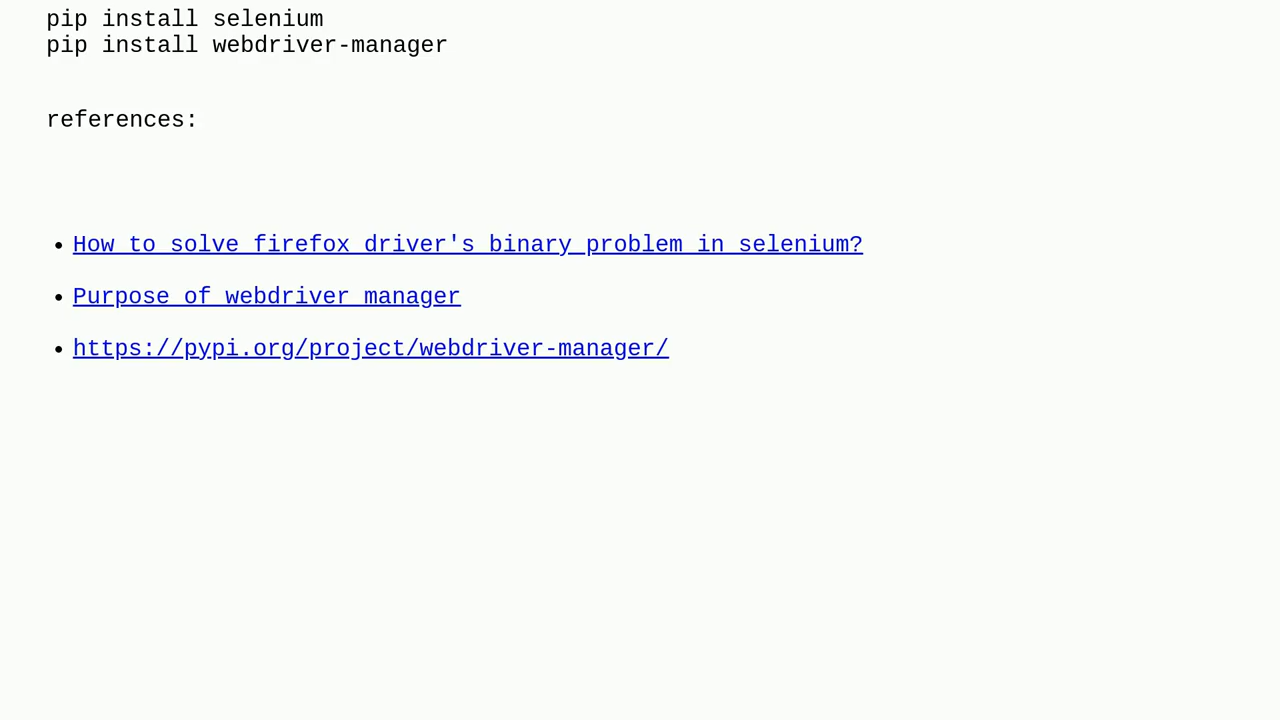 pip install selenium
pip install webdriver-manager
references:
• How to solve firefox driver's binary problem in selenium?
• Purpose of webdriver manager
• https://pypi.org/project/webdriver-manager/